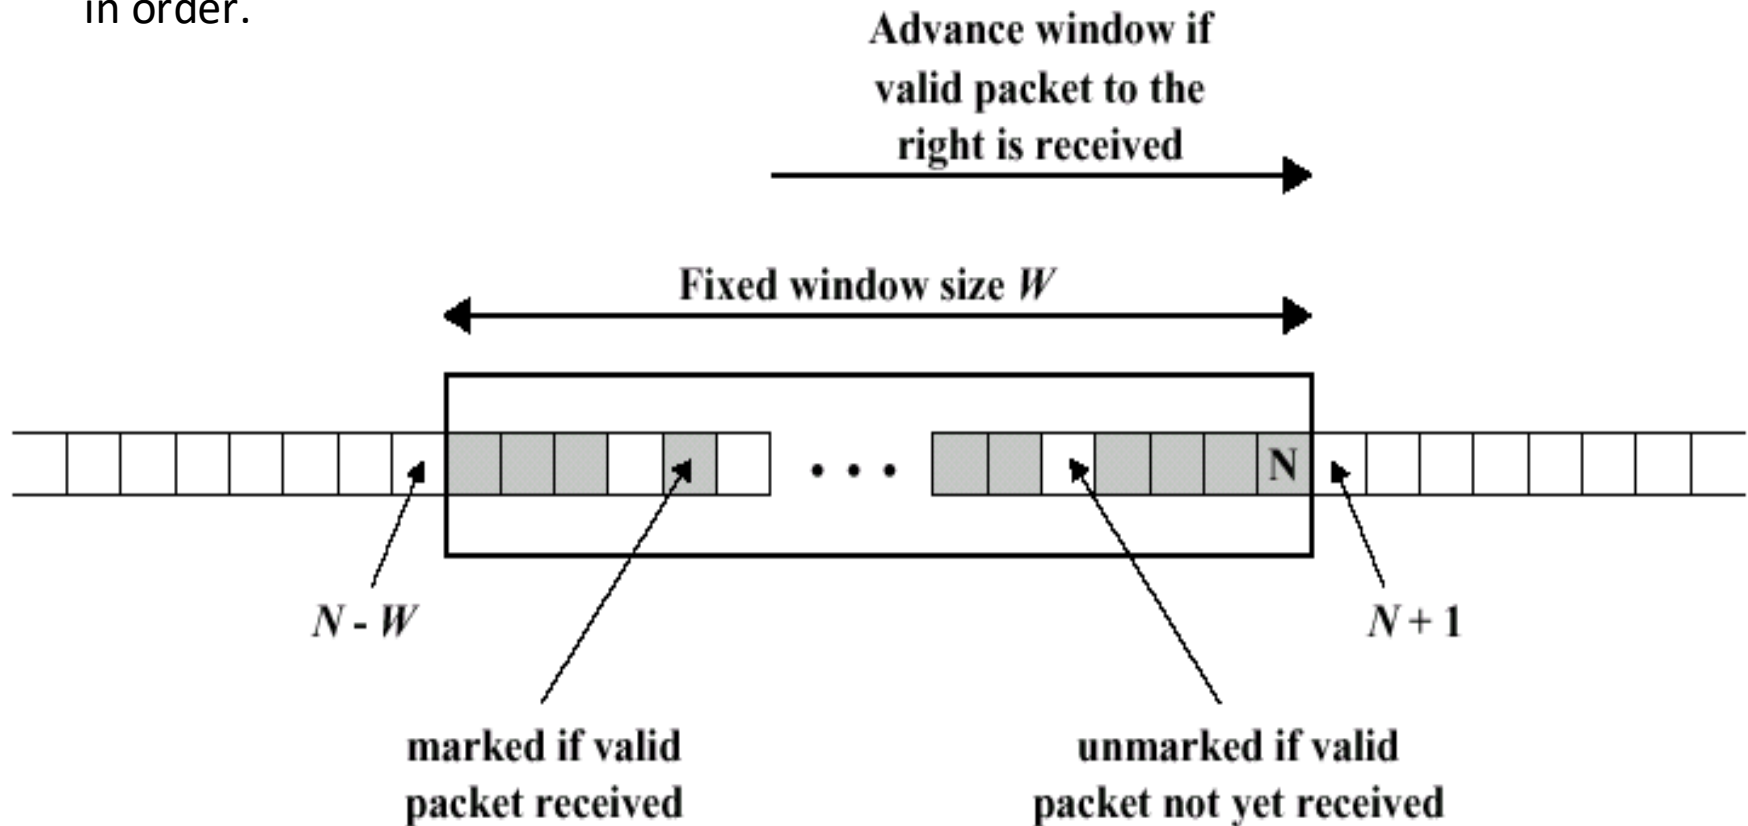 in order.
Advance window if
valid packet to the
right is received
Fixed window size W
• • •
N
N - W
N + 1
marked if valid
packet received
unmarked if valid
packet not yet received